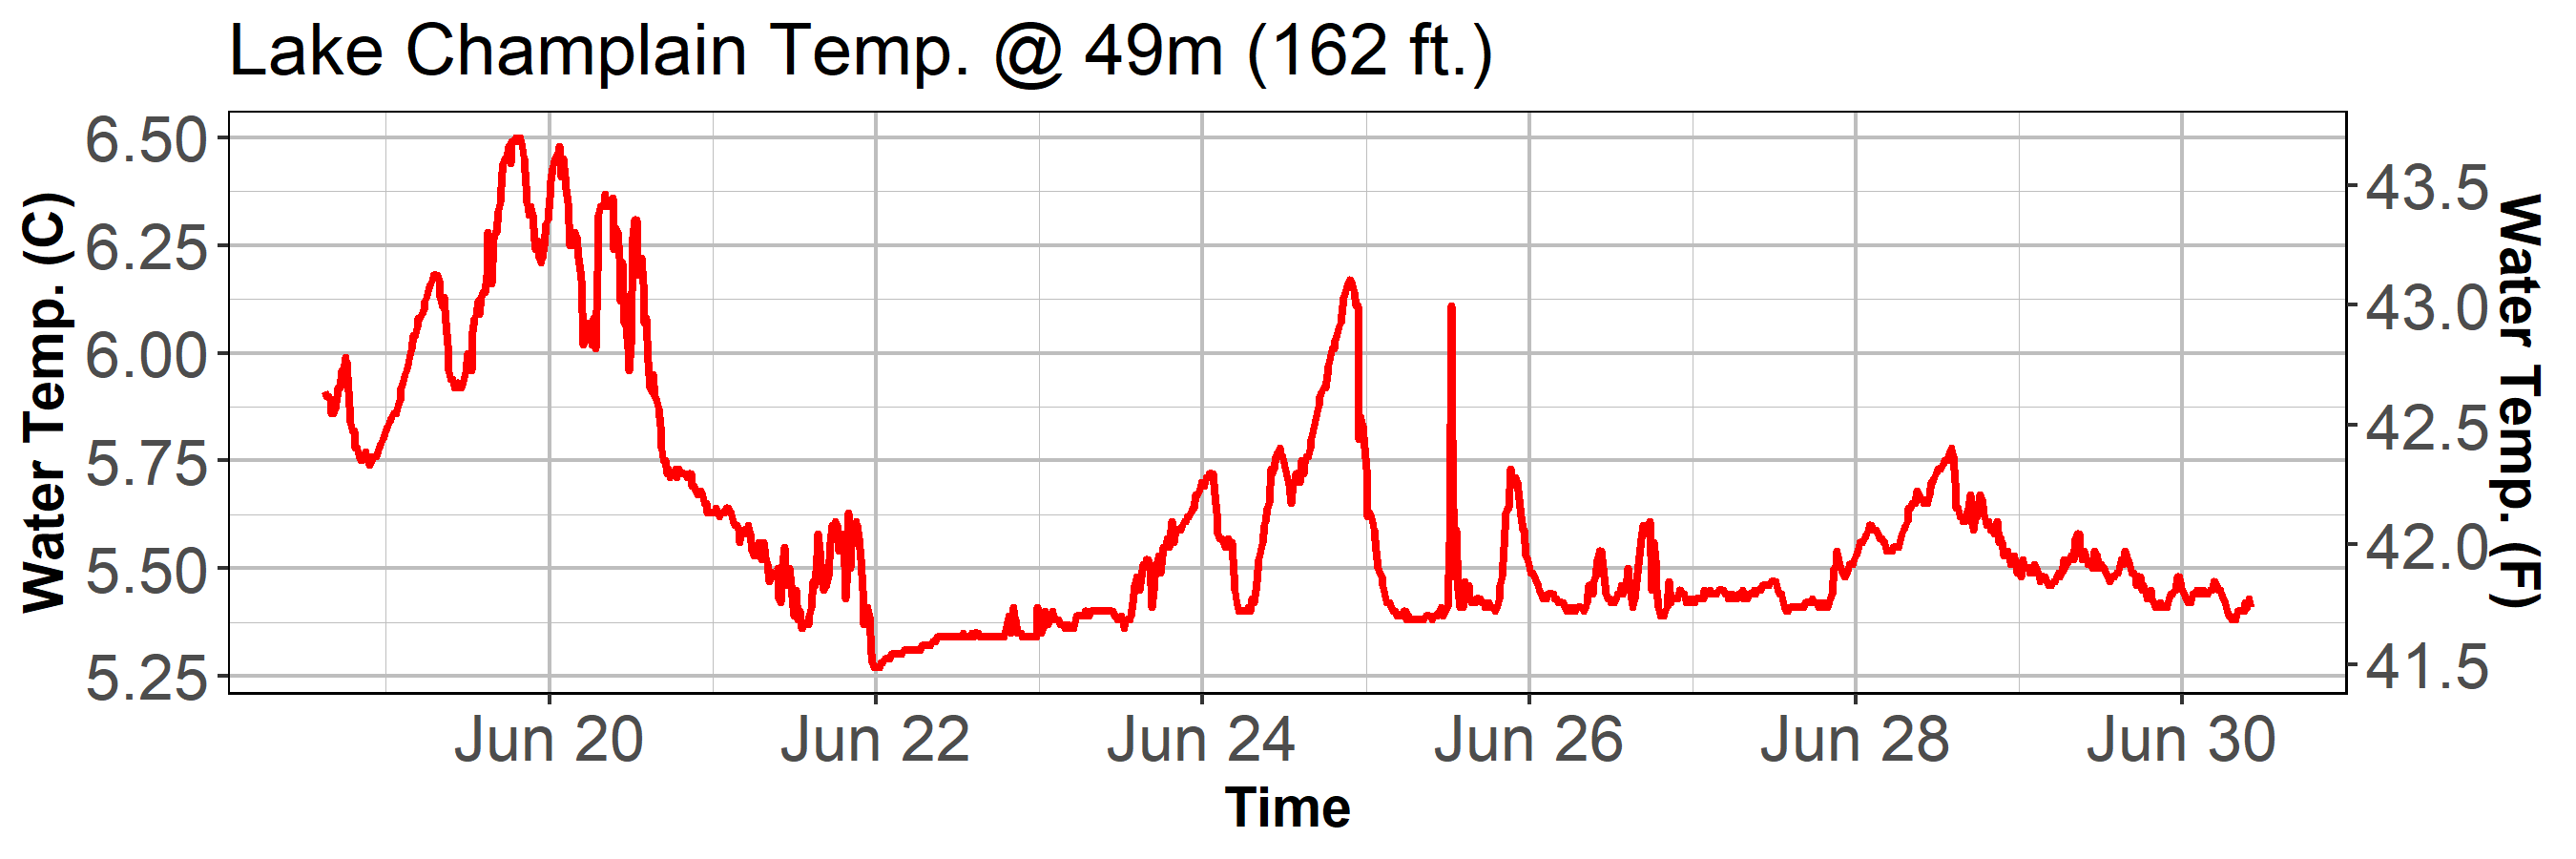 Lake Champlain Temp. @ 49m (162 ft.)
Water Temp. (C)
6.50
6.25
6.00
5.75
5.50
5.25
43.5
43.0
42.5
42.0
41.5
Water Temp. (F)
Jun 20 Jun 22 Jun 24 Jun 26 Jun 28 Jun 30
Time